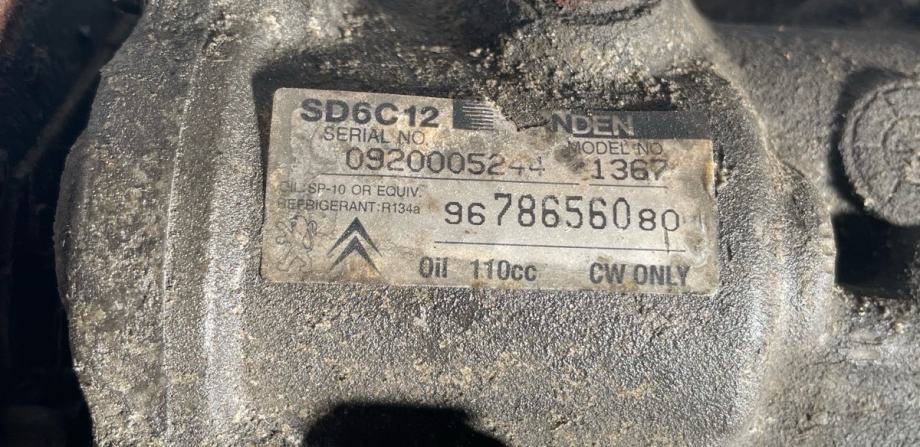 SD6C12 NDEN
SERIAL NO MODEL NO
0920005244 1367
OIL:SP-10 OR EQUIV.
REFRIGERANT:R134a
9678656080
Oil 110cc CW ONLY